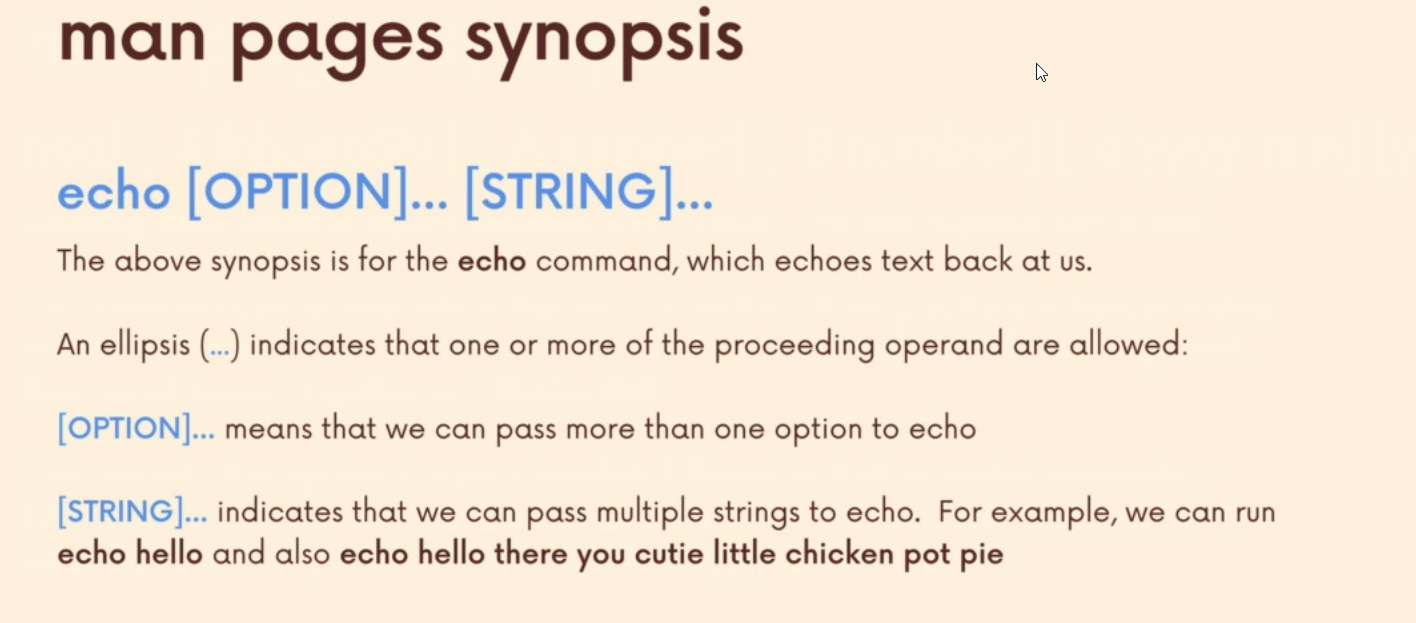 man pages synopsis
echo [OPTION]... [STRING]...
The above synopsis is for the echo command, which echoes text back at us.
An ellipsis (...) indicates that one or more of the proceeding operand are allowed:
[OPTION]... means that we can pass more than one option to echo
[STRING]... indicates that we can pass multiple strings to echo.  For example, we can run
echo hello and also echo hello there you cutie little chicken pot pie